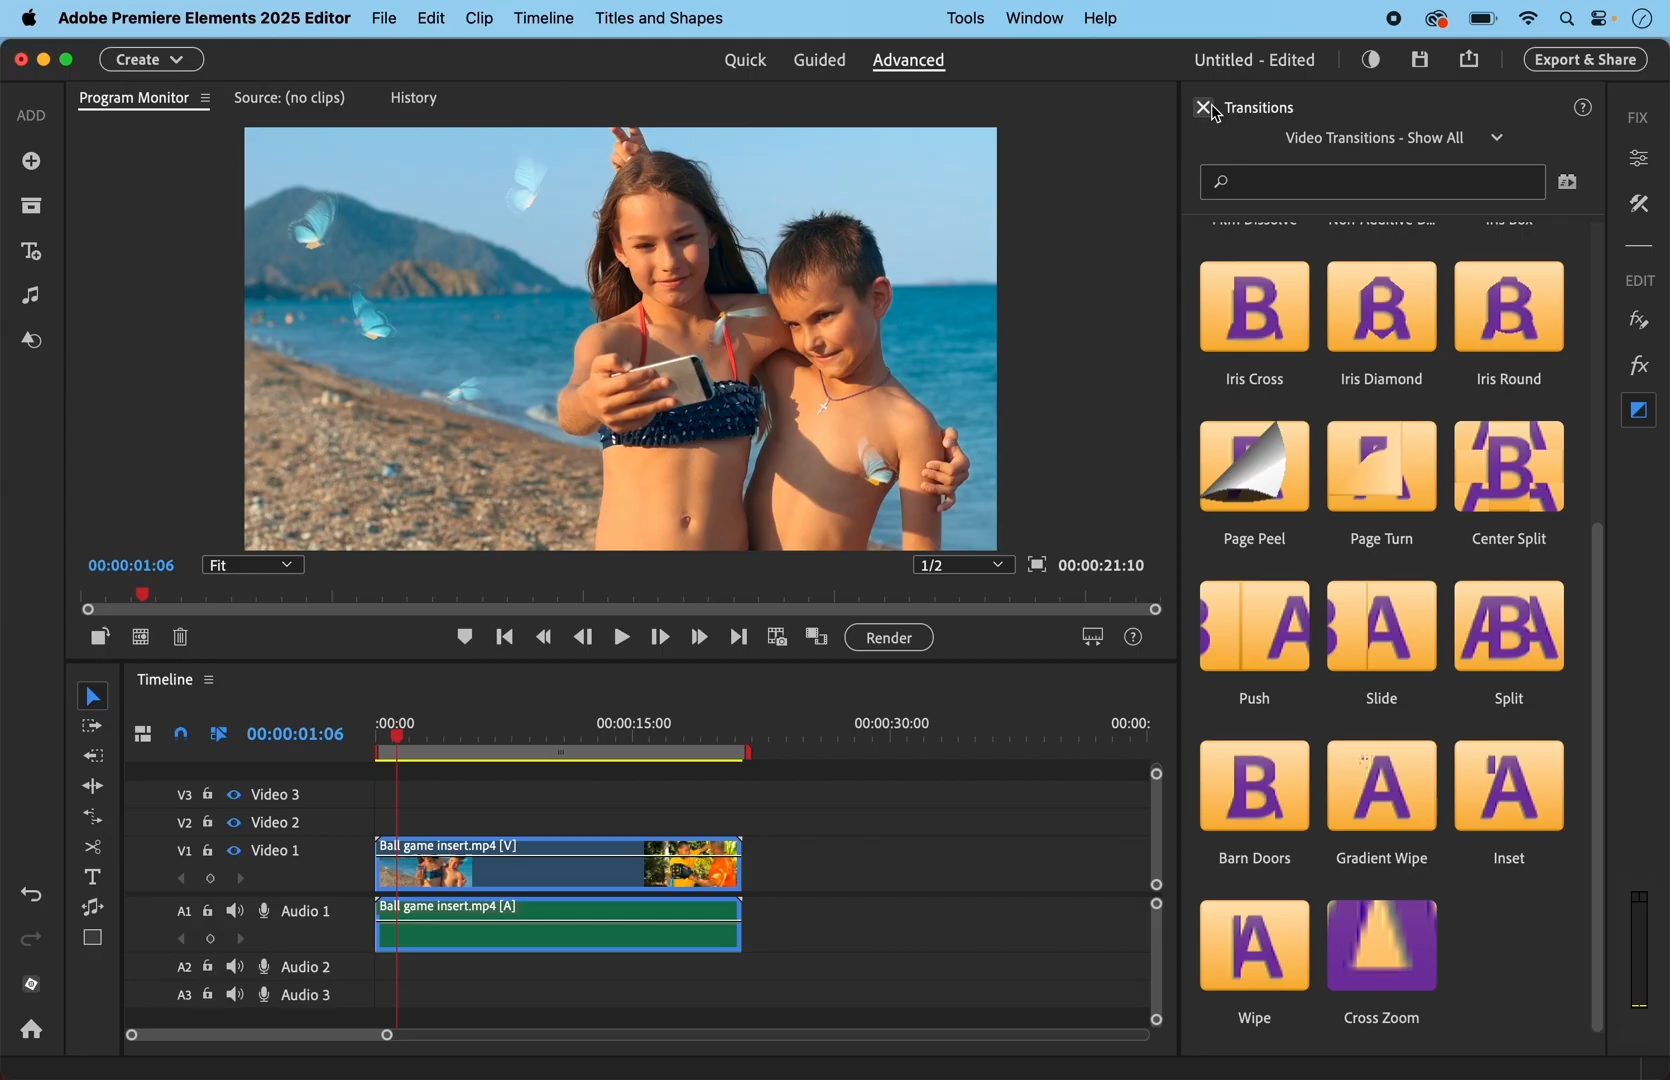 Adobe Premiere Elements 2025 Editor File Edit Clip Timeline Titles and Shapes Tools Window Help
Create Quick Guided Advanced Untitled - Edited Export & Share
ADD
Program Monitor Source: (no clips) History
Transitions
Video Transitions - Show All
FIX
EDIT
Film Dissolve
Iris Box
Iris Cross Iris Diamond Iris Round
Page Peel Page Turn Center Split
Push Slide Split
Barn Doors Gradient Wipe Inset
Wipe Cross Zoom
00:00:01:06 Fit 1/2 00:00:21:10
Render
Timeline
00:00:01:06 :00:00 00:00:15:00 00:00:30:00 00:00:
V3 Video 3
V2 Video 2
V1 Video 1
Ball game insert.mp4 [V]
A1 Audio 1
Ball game insert.mp4 [A]
A2 Audio 2
A3 Audio 3